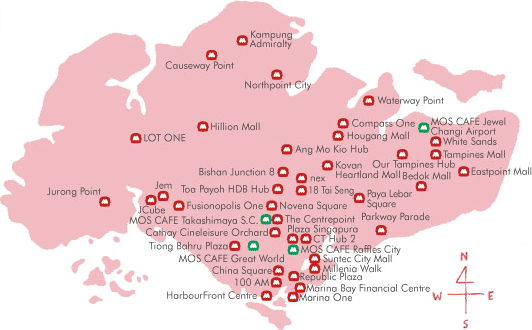 Kampung
Admiralty
Causeway Point
Northpoint City
Waterway Point
Compass One
MOS CAFE Jewel
Changi Airport
Hillion Mall
Hougang Mall
LOT ONE
White Sands
Ang Mo Kio Hub
Tampines Mall
Our Tampines Hub
Kovan
Heartland Mall
Bishan Junction 8
nex
Bedok Mall
Eastpoint Mall
Jurong Point
Jem
Toa Payoh HDB Hub
18 Tai Seng
Paya Lebar
Square
JCube
Fusionopolis One
Novena Square
MOS CAFE Takashimaya S.C.
The Centrepoint
Parkway Parade
Cathay Cineleisure Orchard
Plaza Singapura
CT Hub 2
Tiong Bahru Plaza
MOS CAFE Raffles City
MOS CAFE Great World
Suntec City Mall
China Square
Millenia Walk
Republic Plaza
100 AM
Marina Bay Financial Centre
HarbourFront Centre
Marina One
N
W
E
S